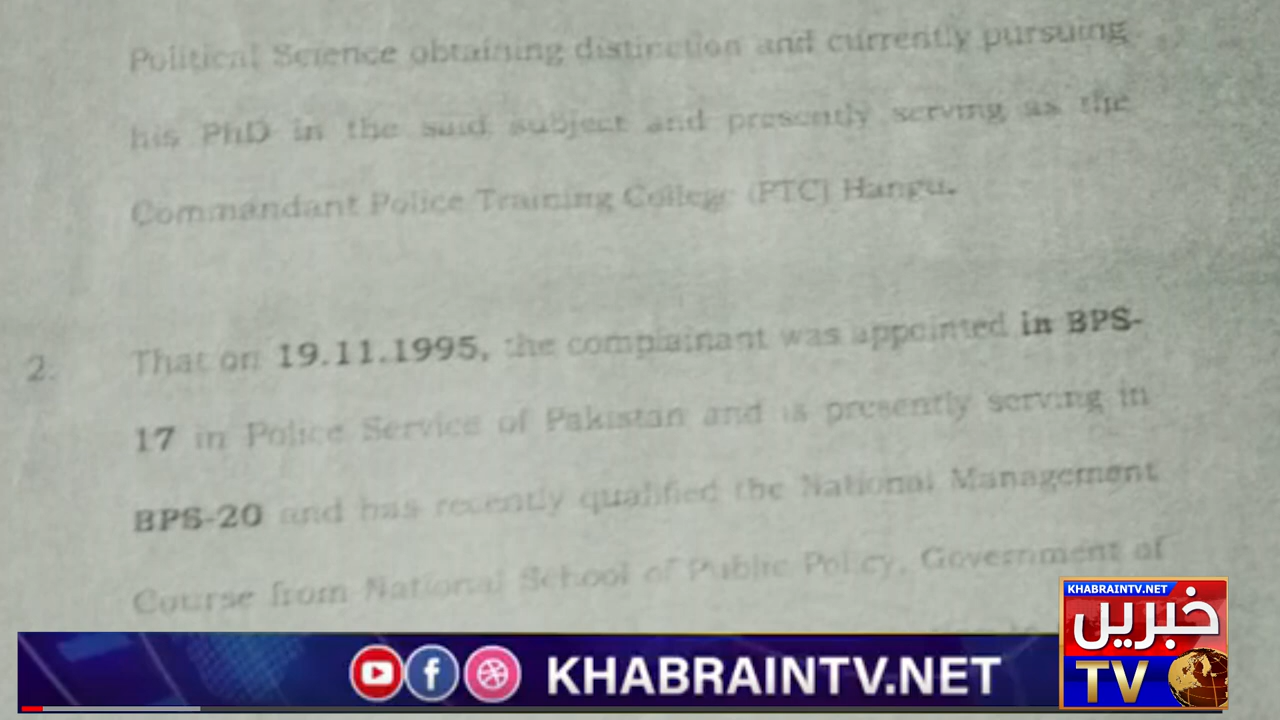 Political Science obtaining distinction and currently pursuing
his PhD in the said subject and presently serving as the
Commandant Police Training College (PTC) Hangu.
2. That on 19.11.1995, the complainant was appointed in BPS-
17 in Police Service of Pakistan and is presently serving in
BPS-20 and has recently qualified the National Management
Course from National School of Public Policy, Government of
KHABRAINTV.NET
خبریں
TV
KHABRAINTV.NET